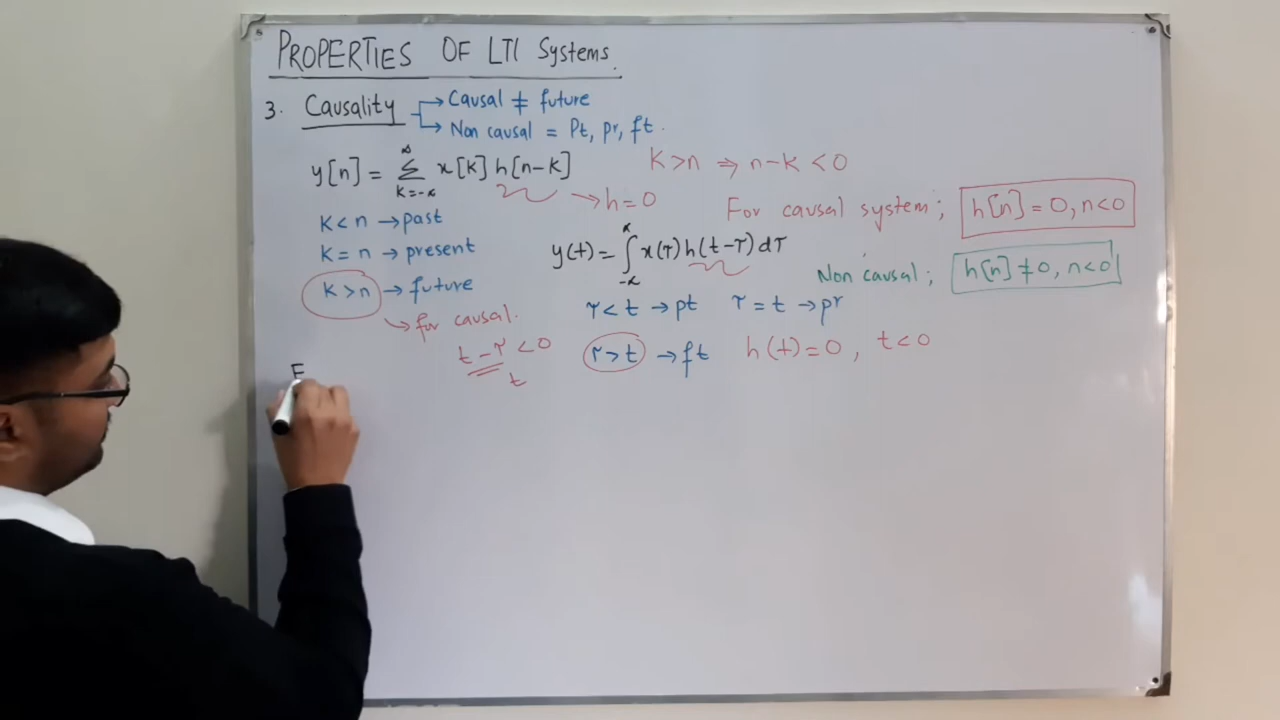 PROPERTIES OF LTI Systems.
3. Causality → Causal ≠ future
→ Non causal = Pt, pr, ft.
y[n] = ∑ x[k] h[n-k]
∞
k=-∞
k>n ⇒ n-k < 0
→ h=0
For causal system; h[n] = 0, n<0
k<n → past
k=n → present
k>n → future
→ for causal.
y(t) = ∫ x(τ) h(t-τ) dτ
∞
-∞
Non causal; h[n] ≠ 0, n<0
τ<t → pt τ=t → pr
t-τ<0
t
τ>t → ft h(t)=0, t<0
E